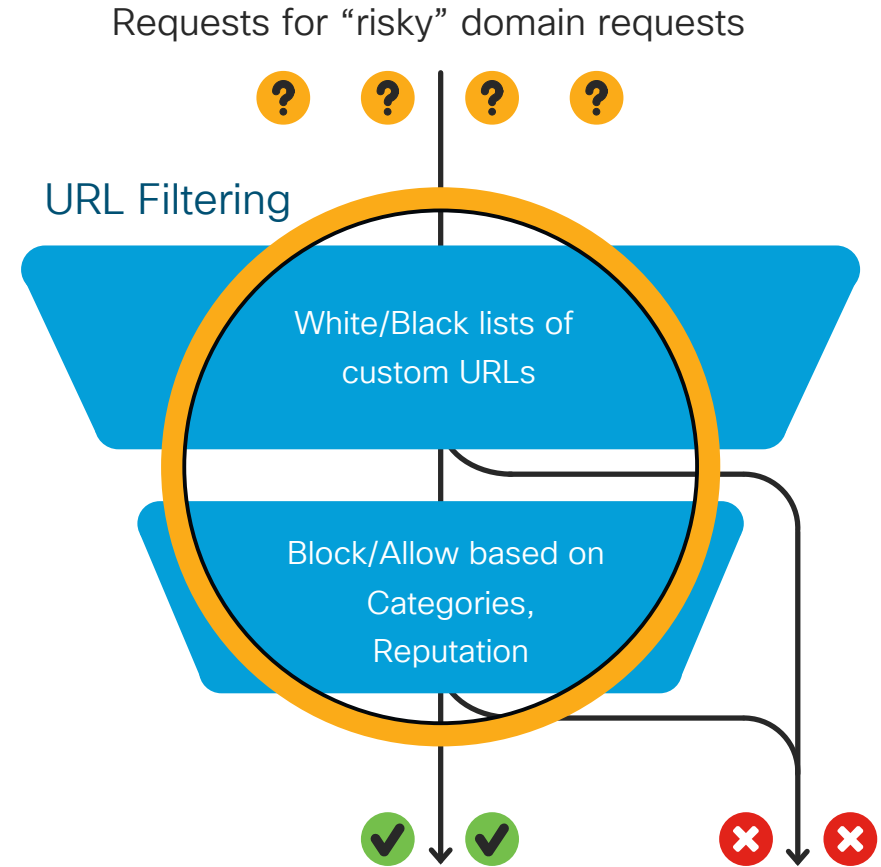 Requests for “risky” domain requests
URL Filtering
White/Black lists of
custom URLs
Block/Allow based on
Categories,
Reputation